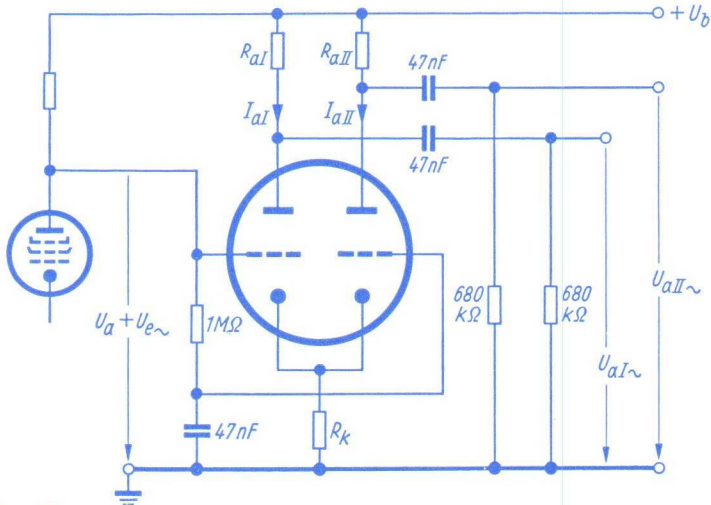 +U_b
R_aI
R_aII
47nF
I_aI
I_aII
47nF
U_a + U_e~
1MΩ
680
kΩ
680
kΩ
U_aII~
U_aI~
47nF
R_k